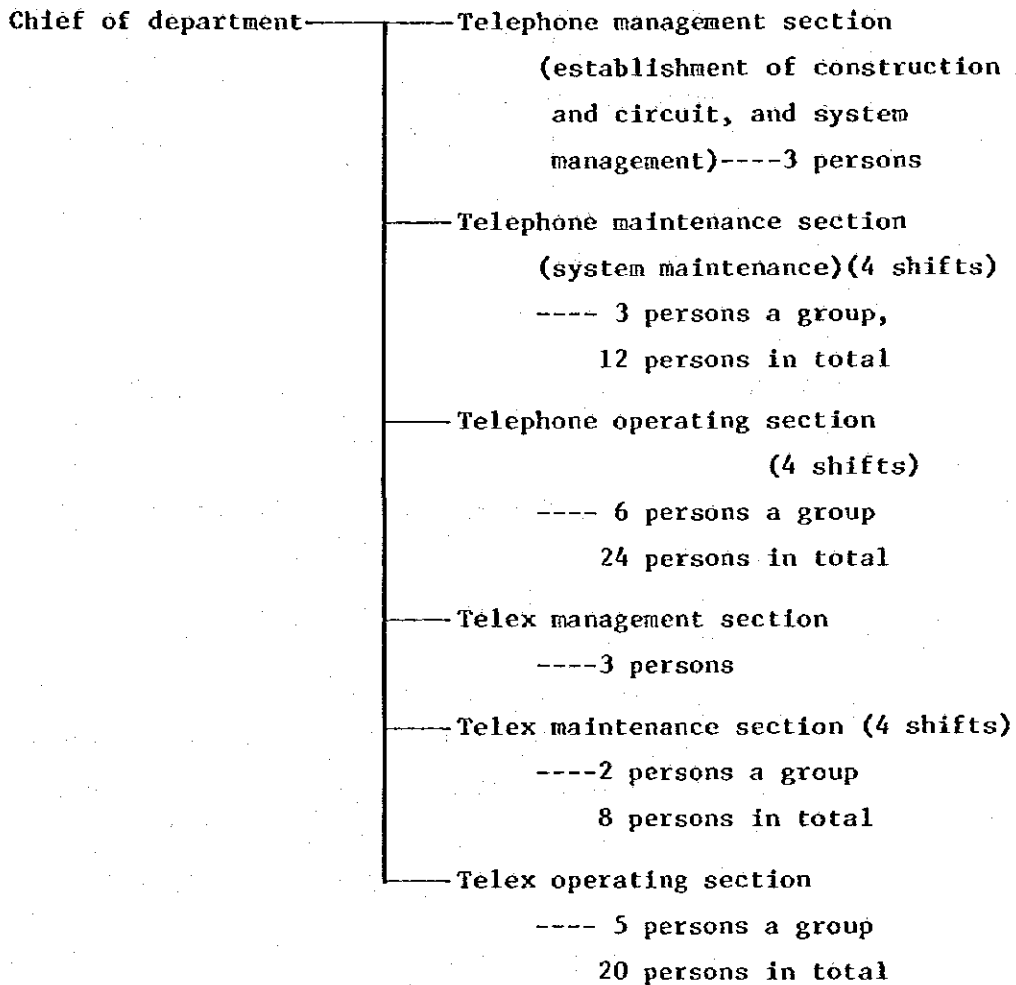 Chief of department Telephone management section
(establishment of construction
and circuit, and system
management)----3 persons
Telephone maintenance section
(system maintenance)(4 shifts)
---- 3 persons a group,
12 persons in total
Telephone operating section
(4 shifts)
---- 6 persons a group
24 persons in total
Telex management section
----3 persons
Telex maintenance section (4 shifts)
----2 persons a group
8 persons in total
Telex operating section
---- 5 persons a group
20 persons in total